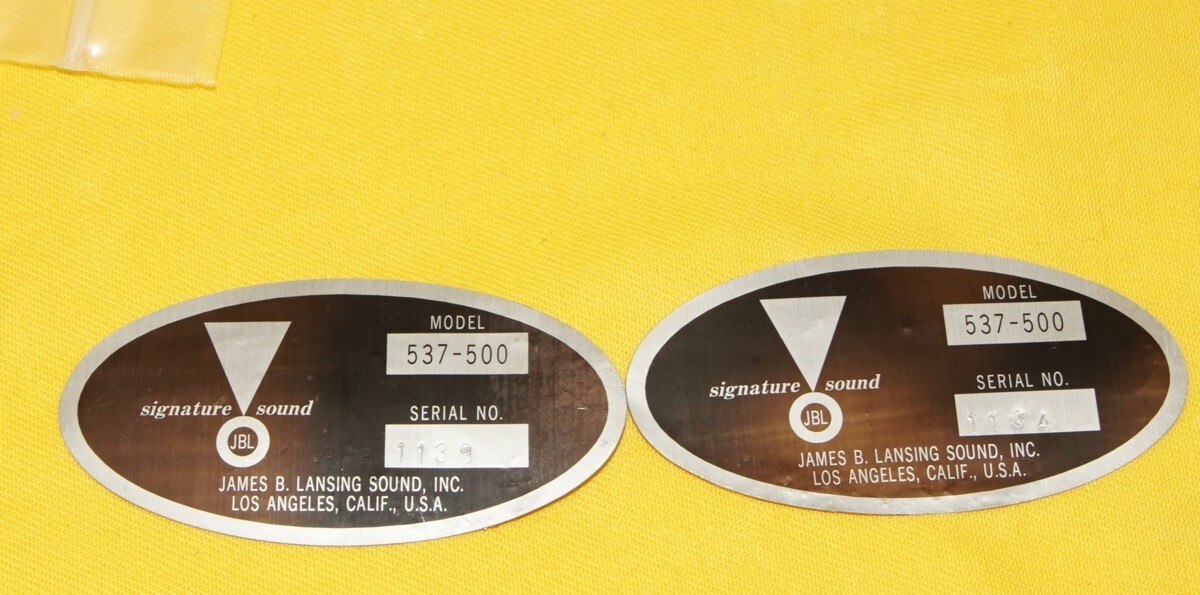 MODEL
537-500
signature sound
SERIAL NO.
1139
JBL
JAMES B. LANSING SOUND, INC.
LOS ANGELES, CALIF., U.S.A.
MODEL
537-500
signature sound
SERIAL NO.
1134
JBL
JAMES B. LANSING SOUND, INC.
LOS ANGELES, CALIF., U.S.A.